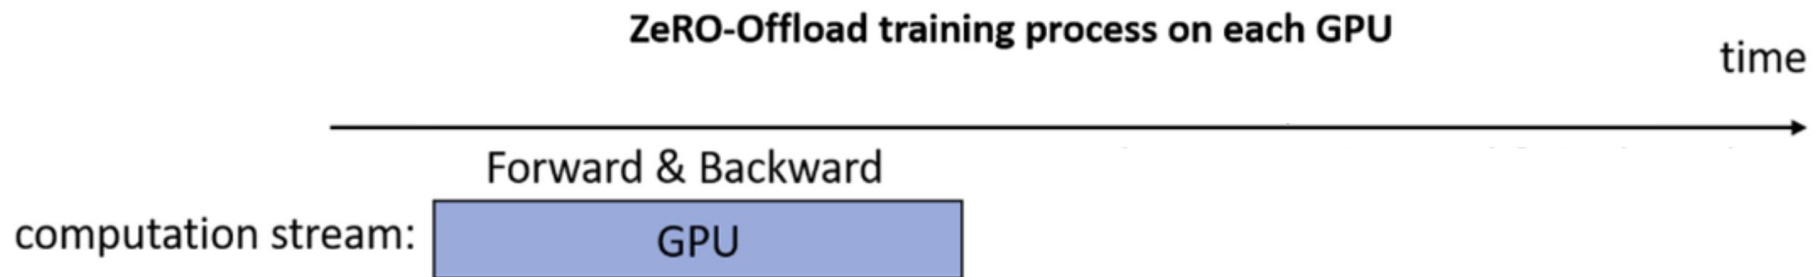 ZeRO-Offload training process on each GPU
time
Forward & Backward
computation stream:
GPU